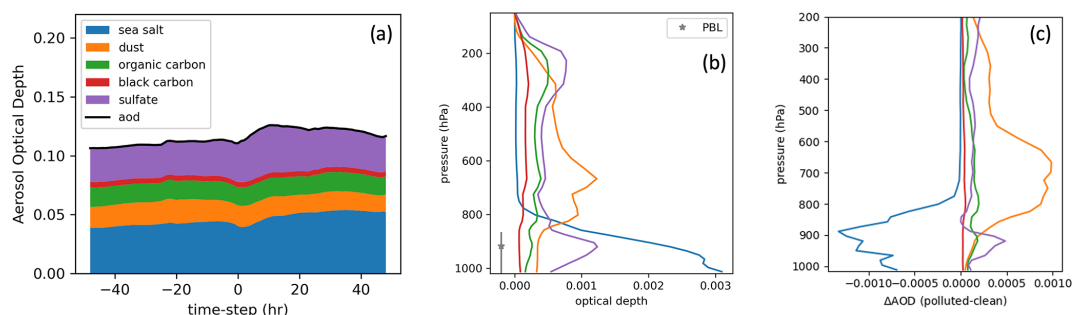 0.20
0.15
0.10
0.05
0.00
Aerosol Optical Depth
sea salt
dust
organic carbon
black carbon
sulfate
aod
(a)
−40
−20
0
20
40
time-step (hr)
200
400
600
800
1000
pressure (hPa)
PBL
(b)
0.000
0.001
0.002
0.003
optical depth
200
300
400
500
600
700
800
900
1000
pressure (hPa)
(c)
−0.0010
−0.0005
0.0000
0.0005
0.0010
ΔAOD (polluted-clean)